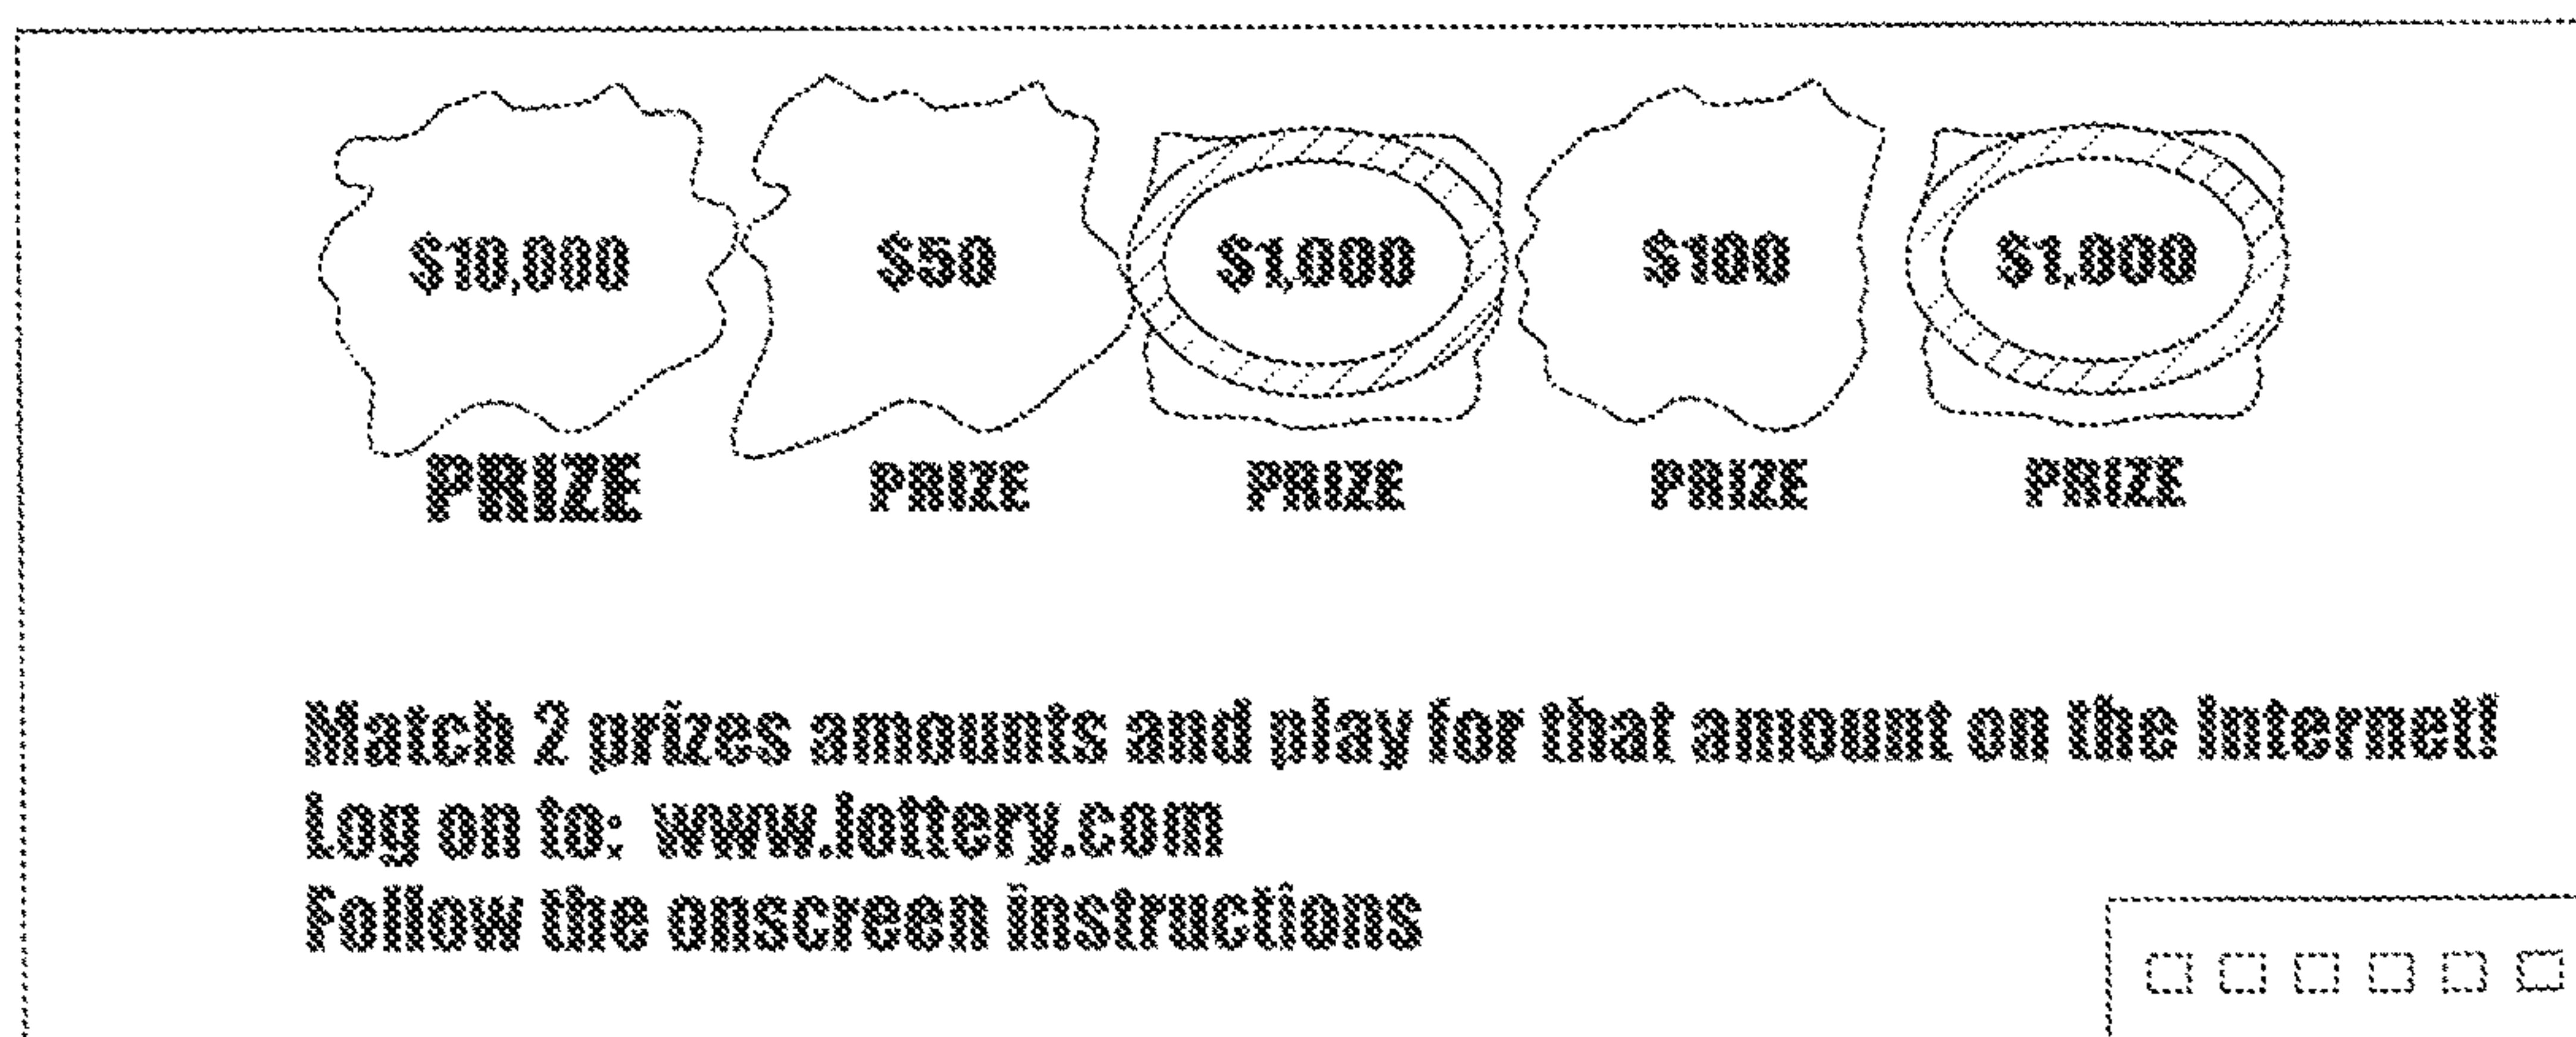 $10,000 $50 $1,000 $100 $1,000
PRIZE PRIZE PRIZE PRIZE PRIZE
Match 2 prizes amounts and play for that amount on the Internet!
Log on to: www.lottery.com
Follow the onscreen instructions